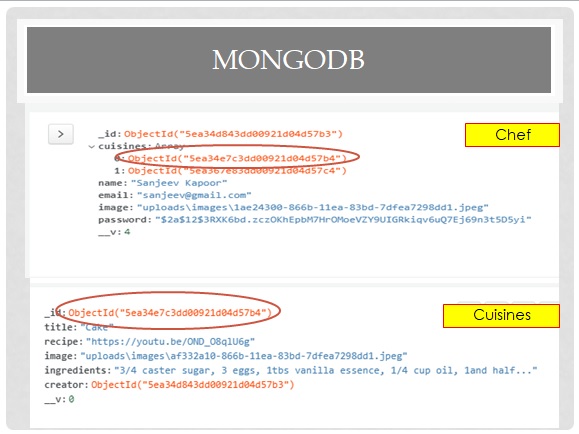 MONGODB
>
Chef
_id: ObjectId("5ea34d843dd00921d04d57b3")
cuisines: Array
0: ObjectId("5ea34e7c3dd00921d04d57b4")
1: ObjectId("5ea367e83dd00921d04d57c4")
name: "Sanjeev Kapoor"
email: "sanjeev@gmail.com"
image: "uploads\images\1ae24300-866b-11ea-83bd-7dfea7298dd1.jpeg"
password: "$2a$12$3RXK6bd.zczOKhEpbM7HrOMoeVZY9UIGRkiqv6uQ7Ej69n3t5D5yi"
__v: 4
Cuisines
_id: ObjectId("5ea34e7c3dd00921d04d57b4")
title: "Cake"
recipe: "https://youtu.be/OND_O8qlU6g"
image: "uploads\images\af332a10-866b-11ea-83bd-7dfea7298dd1.jpeg"
ingredients: "3/4 caster sugar, 3 eggs, 1tbs vanilla essence, 1/4 cup oil, 1and half..."
creator: ObjectId("5ea34d843dd00921d04d57b3")
__v: 0